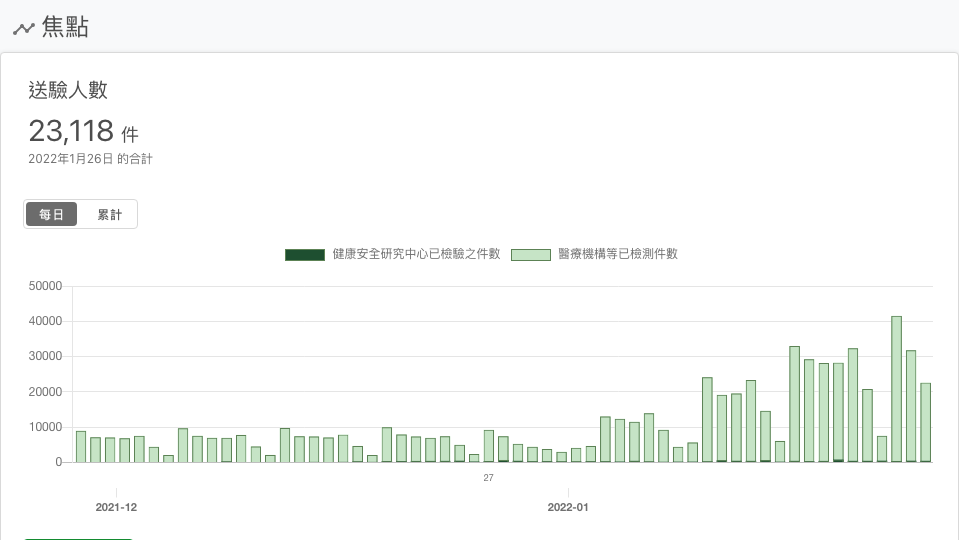 焦點
送驗人數
23,118 件
2022年1月26日 的合計
每日 累計
健康安全研究中心已檢驗之件數 醫療機構等已檢測件數
50000
40000
30000
20000
10000
0
27
2021-12 2022-01